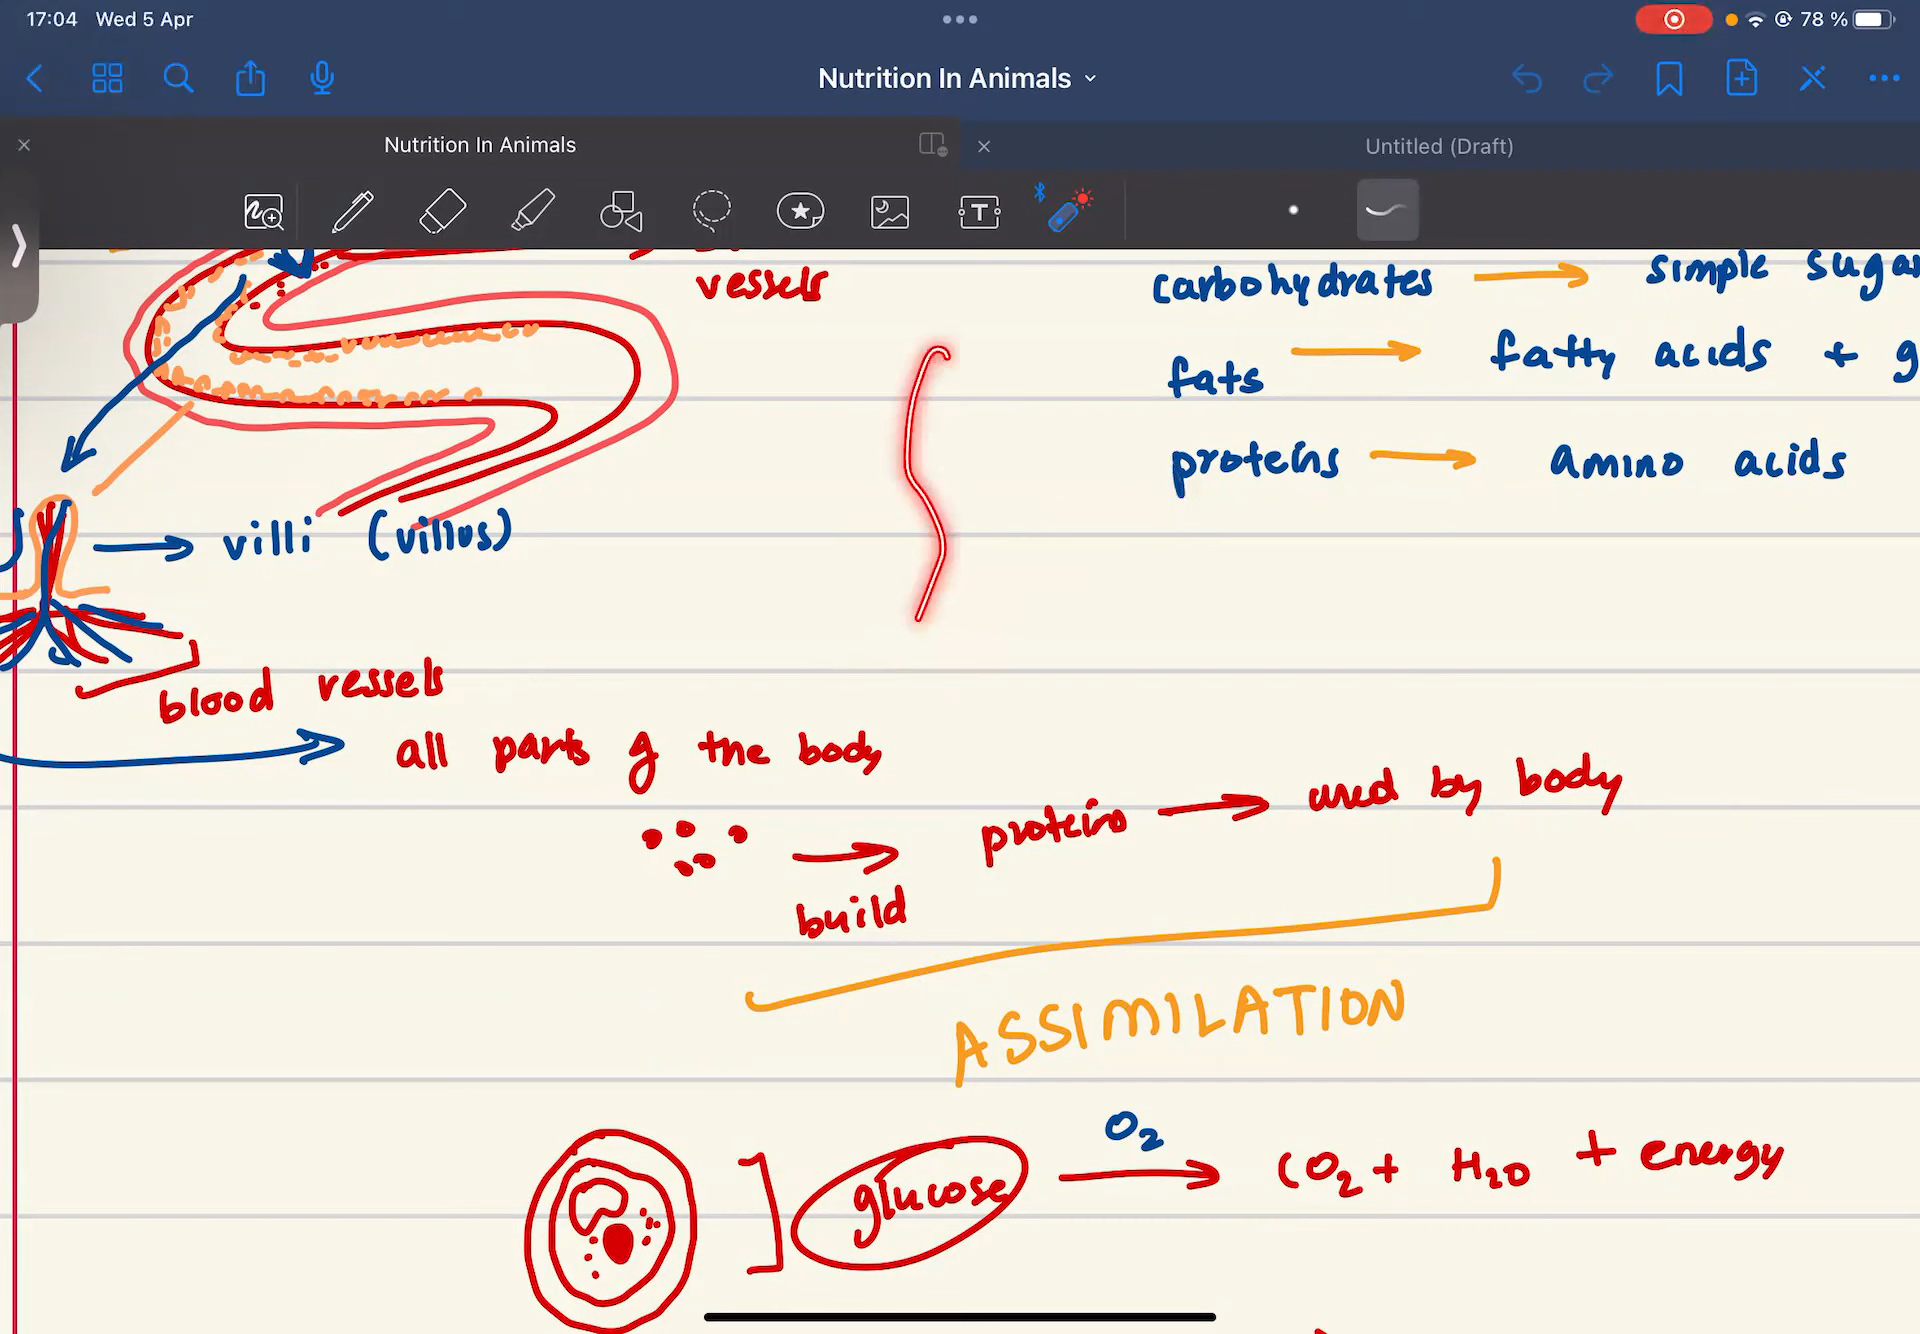 17:04 Wed 5 Apr
78 %
Nutrition In Animals
Nutrition In Animals
Untitled (Draft)
vessels
carbohydrates → simple sugar
fats → fatty acids + g
proteins → amino acids
villi (villus)
blood vessels
all parts of the body
build
proteins → used by body
ASSIMILATION
glucose
O2
CO2 + H2O + energy